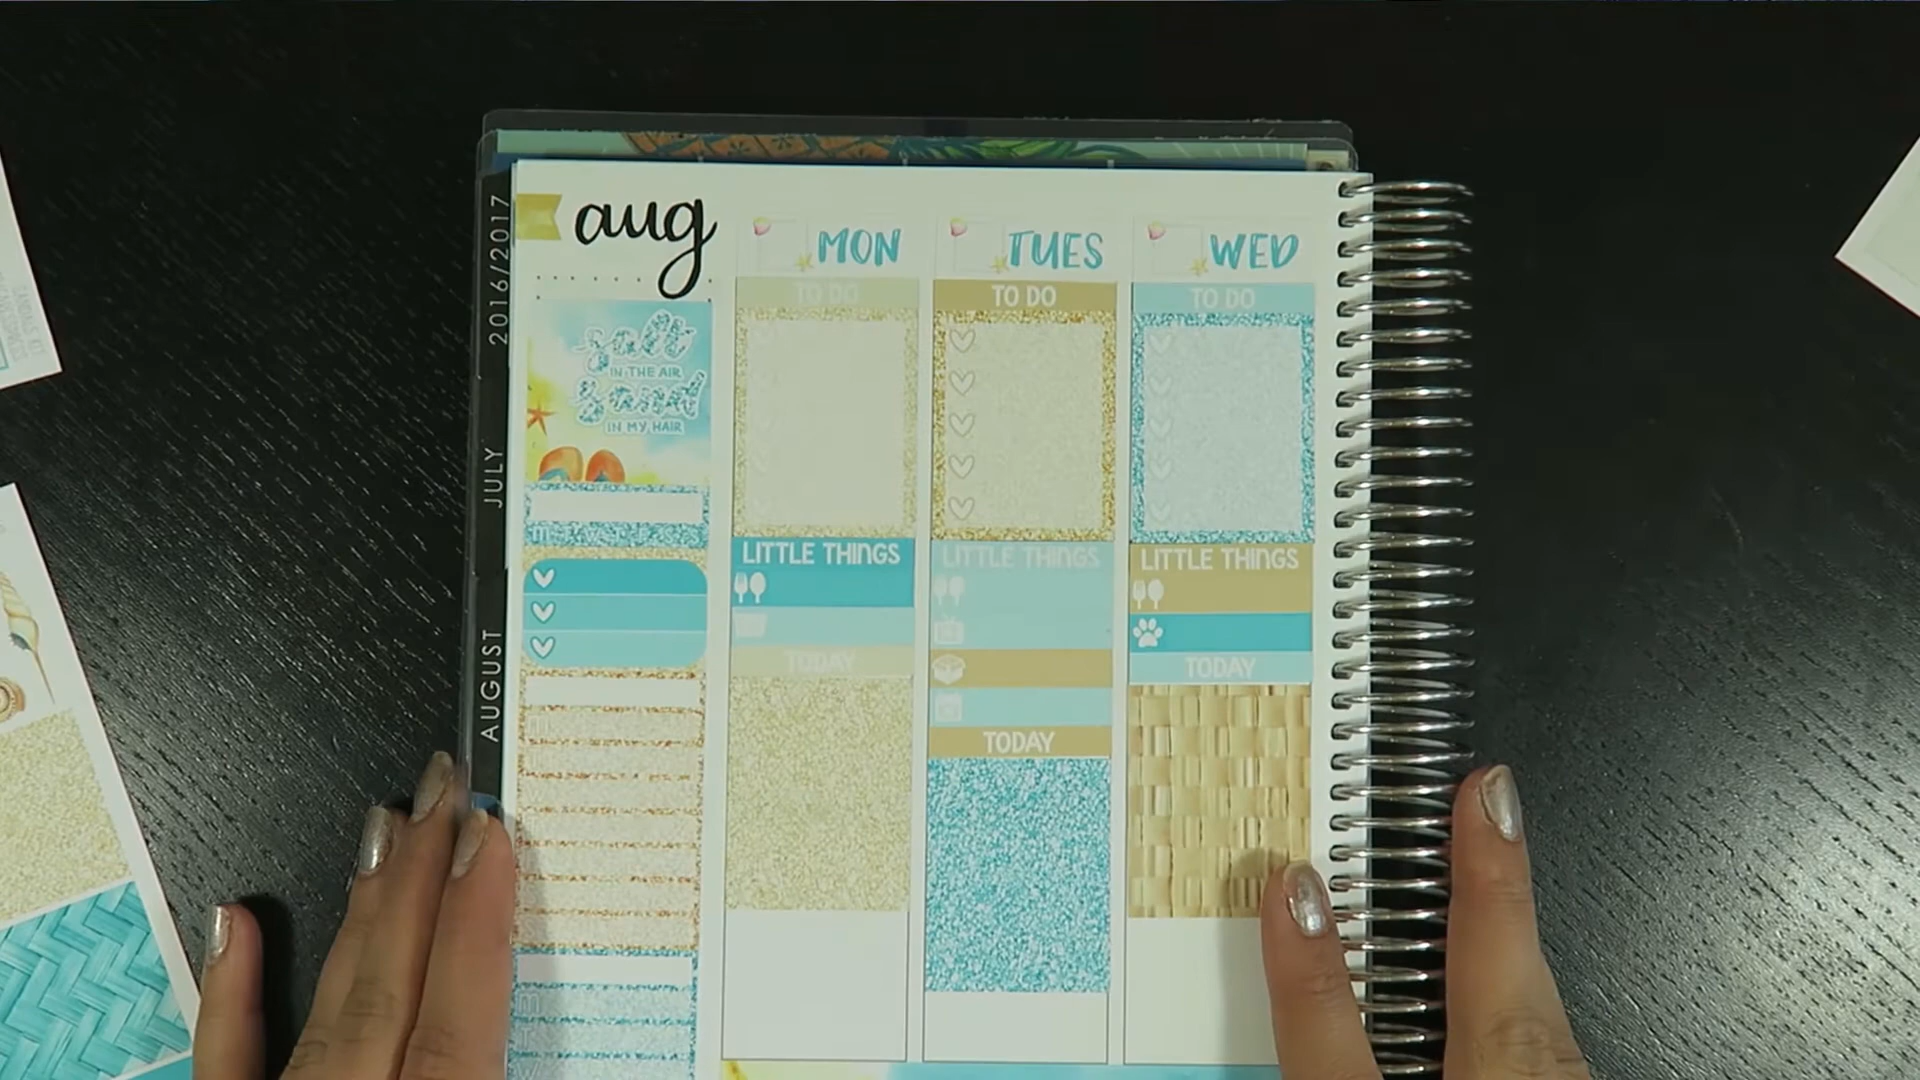 2016/2017
JULY
AUGUST
aug
MON
TUES
WED
TO DO
TO DO
TO DO
salt
IN THE AIR
sand
IN MY HAIR
LITTLE THINGS
LITTLE THINGS
LITTLE THINGS
TODAY
TODAY
TODAY
m
T